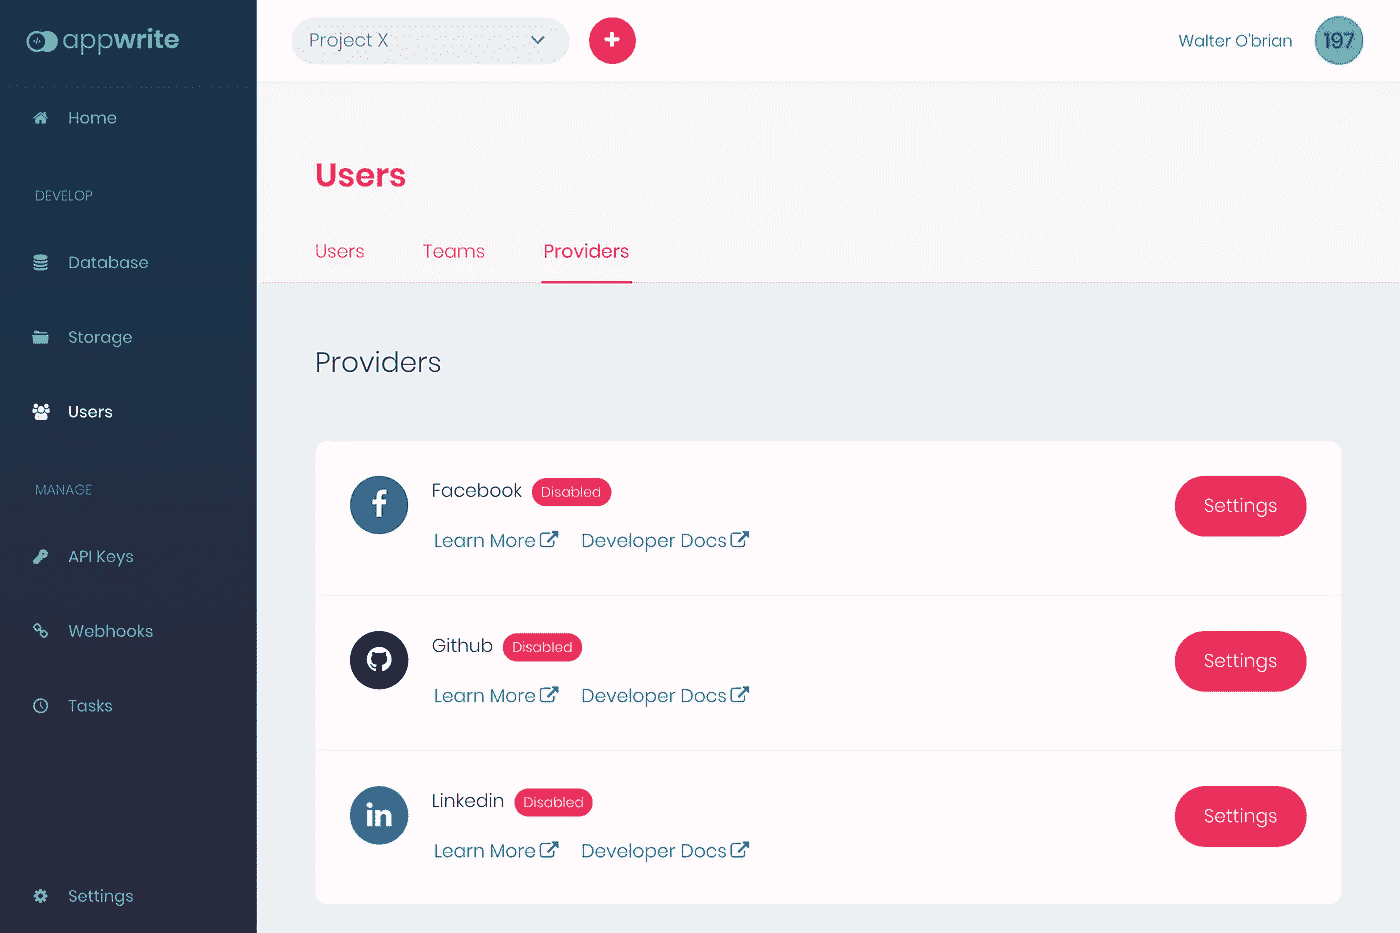 appwrite
Project X
Walter O'brian
197
Home
DEVELOP
Database
Storage
Users
MANAGE
API Keys
Webhooks
Tasks
Settings
Users
Users Teams Providers
Providers
Facebook Disabled
Settings
Learn More Developer Docs
Github Disabled
Settings
Learn More Developer Docs
Linkedin Disabled
Settings
Learn More Developer Docs